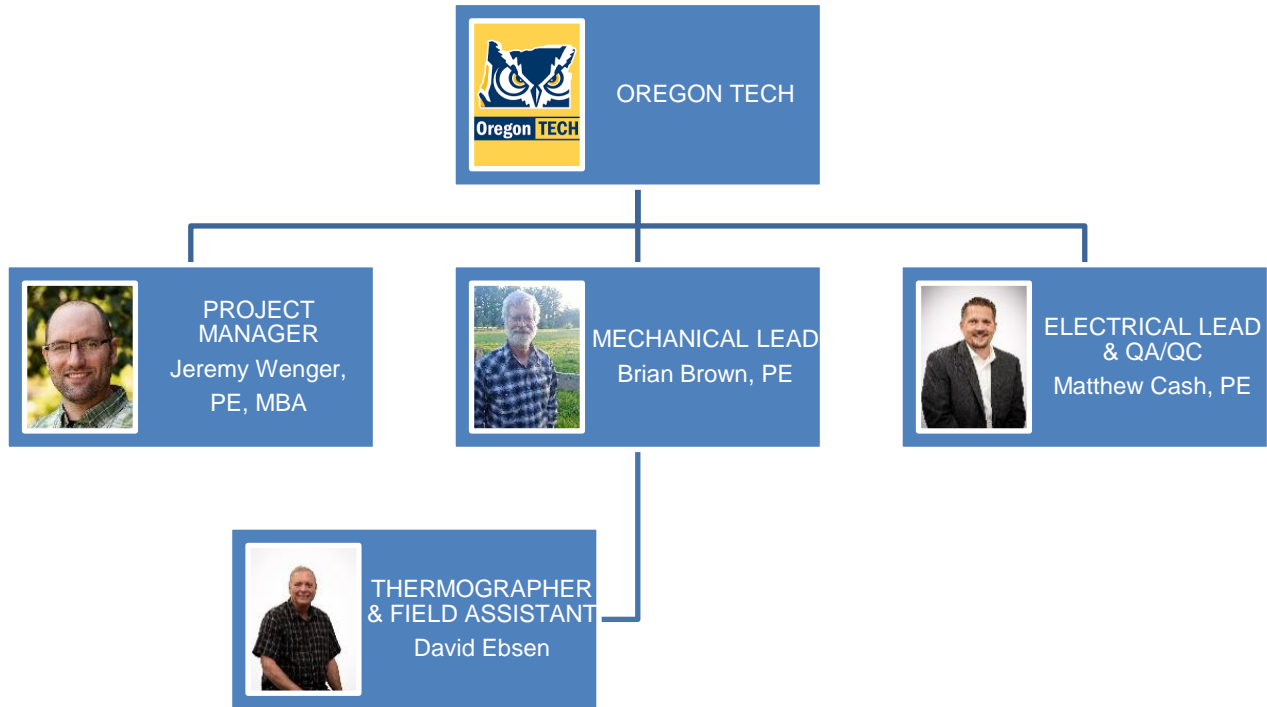 Oregon TECH
OREGON TECH
PROJECT
MANAGER
Jeremy Wenger,
PE, MBA
MECHANICAL LEAD
Brian Brown, PE
ELECTRICAL LEAD
& QA/QC
Matthew Cash, PE
THERMOGRAPHER
& FIELD ASSISTANT
David Ebsen